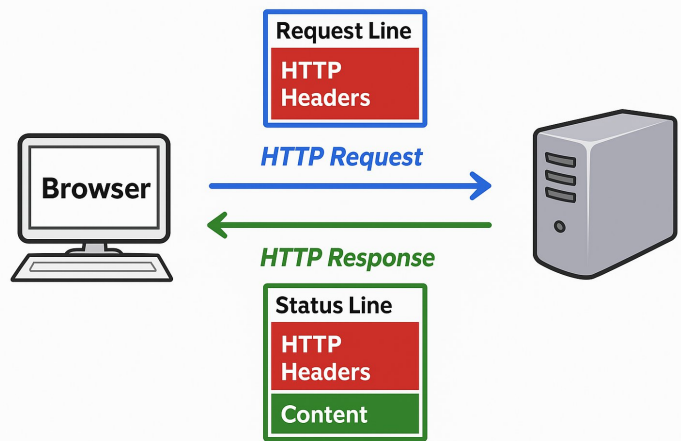 Request Line
HTTP
Headers
HTTP Request
Browser
HTTP Response
Status Line
HTTP
Headers
Content